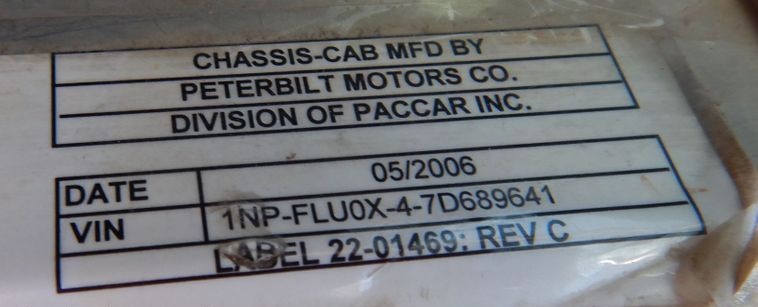 CHASSIS-CAB MFD BY
PETERBILT MOTORS CO.
DIVISION OF PACCAR INC.
DATE 05/2006
VIN 1NP-FLU0X-4-7D689641
LABEL 22-01469: REV C